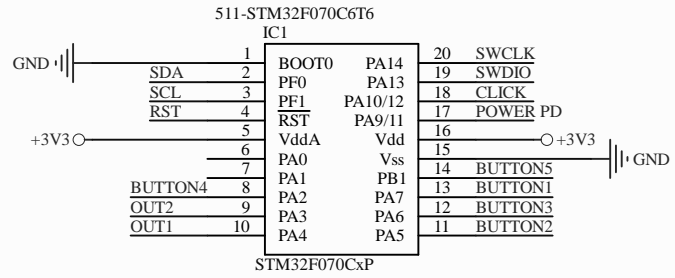 511-STM32F070C6T6
IC1
GND 1 BOOT0 PA14 20 SWCLK
SDA 2 PF0 PA13 19 SWDIO
SCL 3 PF1 PA10/12 18 CLICK
RST 4 RST PA9/11 17 POWER PD
+3V3 5 VddA Vdd 16 +3V3
6 PA0 Vss 15 GND
7 PA1 PB1 14 BUTTON5
BUTTON4 8 PA2 PA7 13 BUTTON1
OUT2 9 PA3 PA6 12 BUTTON3
OUT1 10 PA4 PA5 11 BUTTON2
STM32F070CxP